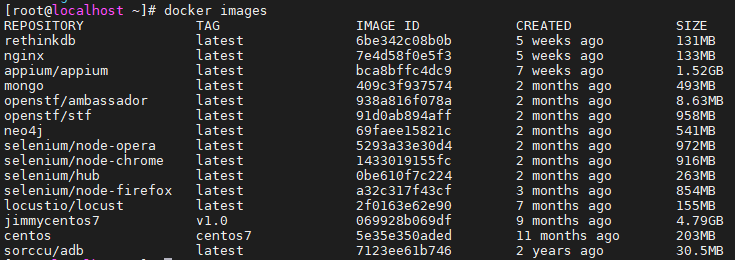 [root@localhost ~]# docker images
REPOSITORY TAG IMAGE ID CREATED SIZE
rethinkdb latest 6be342c08b0b 5 weeks ago 131MB
nginx latest 7e4d58f0e5f3 5 weeks ago 133MB
appium/appium latest bca8bffc4dc9 7 weeks ago 1.52GB
mongo latest 409c3f937574 2 months ago 493MB
openstf/ambassador latest 938a816f078a 2 months ago 8.63MB
openstf/stf latest 91d0ab894aff 2 months ago 958MB
neo4j latest 69faee15821c 2 months ago 541MB
selenium/node-opera latest 5293a33e30d4 2 months ago 972MB
selenium/node-chrome latest 1433019155fc 2 months ago 916MB
selenium/hub latest 0be610f7c224 2 months ago 263MB
selenium/node-firefox latest a32c317f43cf 3 months ago 854MB
locustio/locust latest 2f0163e62e90 7 months ago 155MB
jimmycentos7 v1.0 069928b069df 9 months ago 4.79GB
centos centos7 5e35e350aded 11 months ago 203MB
sorccu/adb latest 7123ee61b746 2 years ago 30.5MB